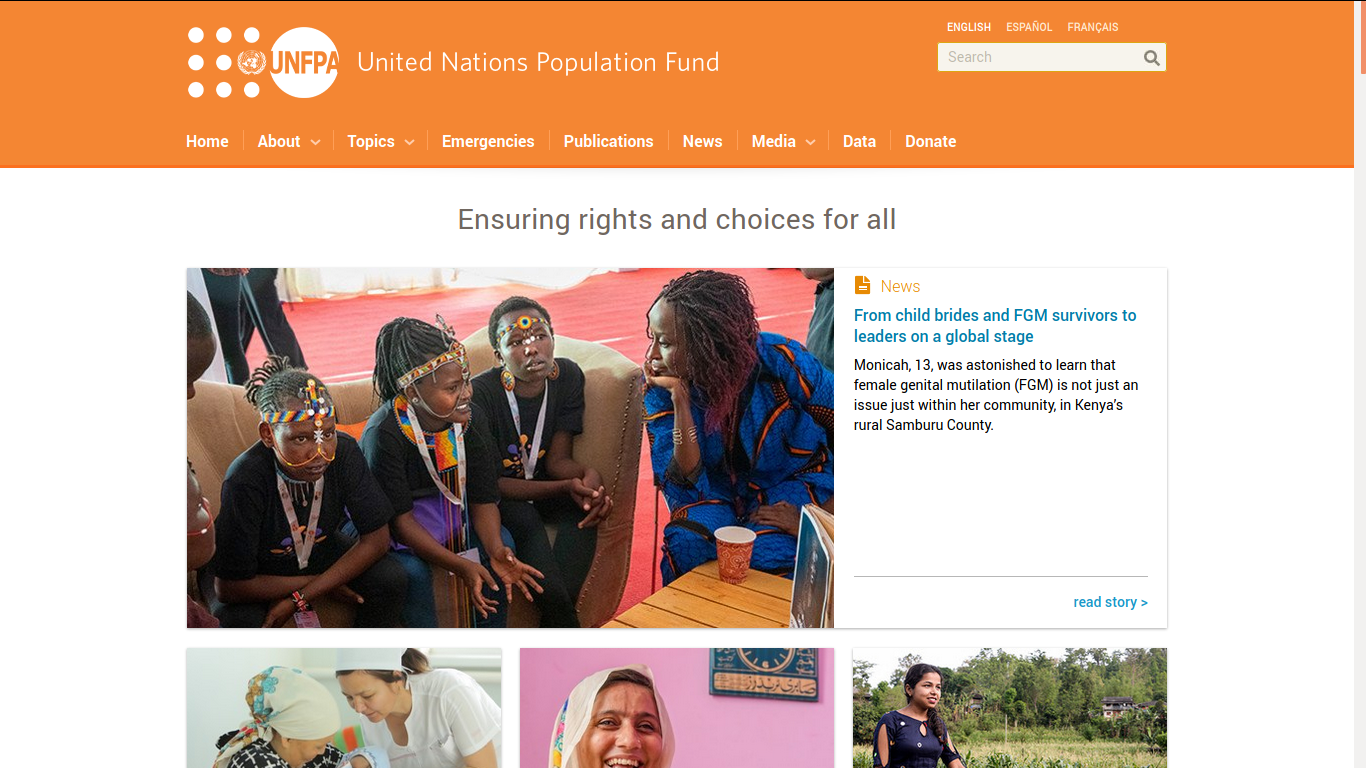 ENGLISH ESPAÑOL FRANÇAIS
UNFPA
United Nations Population Fund
Search
Home About Topics Emergencies Publications News Media Data Donate
Ensuring rights and choices for all
News
From child brides and FGM survivors to
leaders on a global stage
Monicah, 13, was astonished to learn that
female genital mutilation (FGM) is not just an
issue just within her community, in Kenya’s
rural Samburu County.
read story >